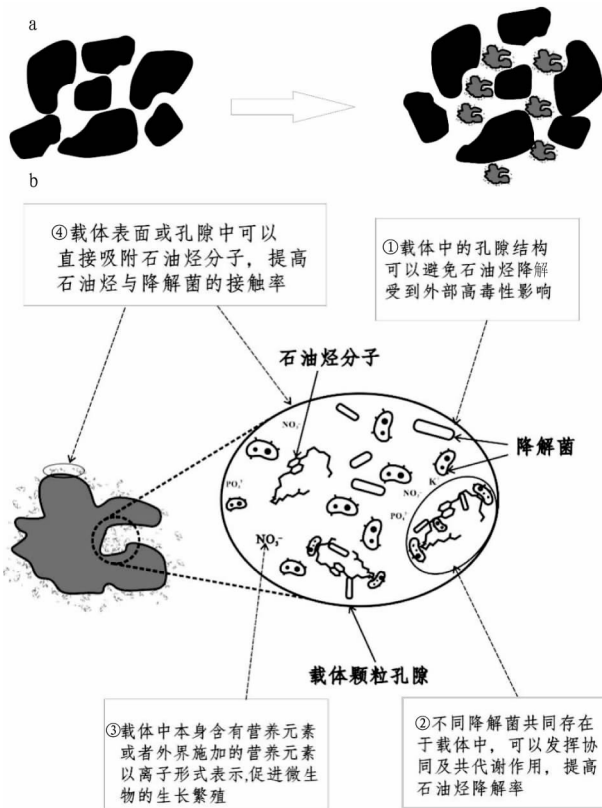 a
b
④载体表面或孔隙中可以
直接吸附石油烃分子，提高
石油烃与降解菌的接触率
①载体中的孔隙结构
可以避免石油烃降解
受到外部高毒性影响
石油烃分子
降解菌
NO₃⁻
K⁺
PO₄³
NO₃⁻
PO₄³
NO₃⁻
载体颗粒孔隙
③载体中本身含有营养元素
或者外界施加的营养元素
以离子形式表示,促进微生
物的生长繁殖
②不同降解菌共同存在
于载体中，可以发挥协
同及共代谢作用，提高
石油烃降解率